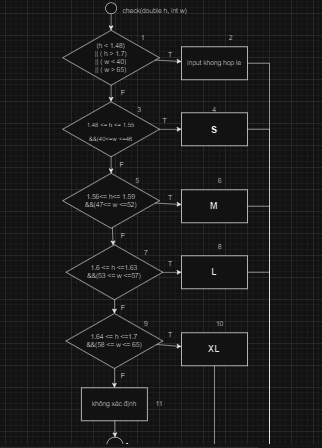 check(double h, int w)
1
2
(h < 1.48)
|| ( h > 1.7)
|| ( w < 40)
|| ( w > 65)
T
input khong hop le
F
3
4
1.48 <= h <= 1.55
&&(40<=w <=46
T
S
F
5
6
1.56<= h<= 1.59
&&(47<= w <=52)
T
M
F
7
8
1.6 <= h <=1.63
&&(53 <= w <=57)
T
L
F
9
10
1.64 <= h <=1.7
&&(58 <= w <= 65)
T
XL
F
không xác định
11